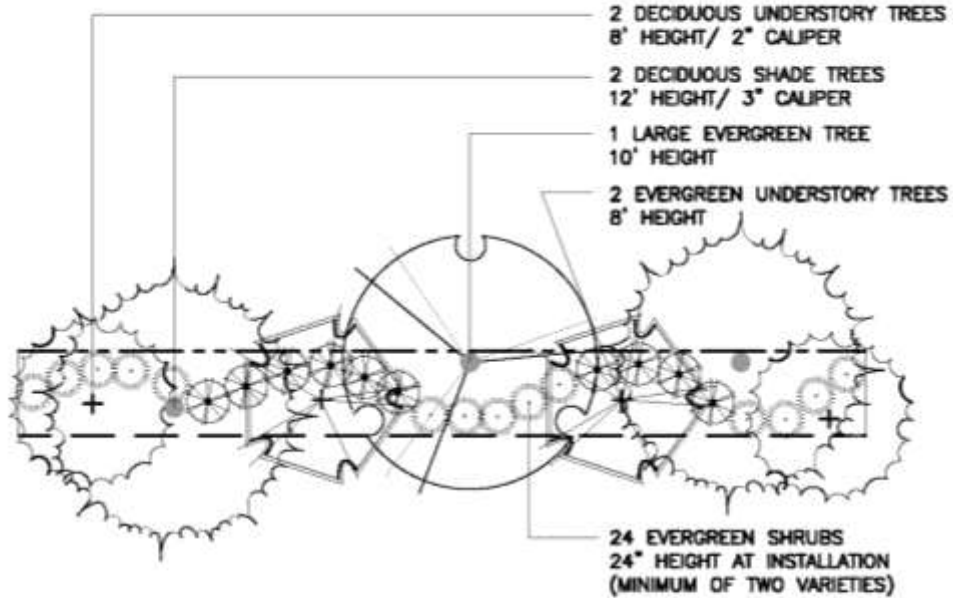 2 DECIDUOUS UNDERSTORY TREES
8' HEIGHT/ 2" CALIPER
2 DECIDUOUS SHADE TREES
12' HEIGHT/ 3" CALIPER
1 LARGE EVERGREEN TREE
10' HEIGHT
2 EVERGREEN UNDERSTORY TREES
8' HEIGHT
24 EVERGREEN SHRUBS
24" HEIGHT AT INSTALLATION
(MINIMUM OF TWO VARIETIES)